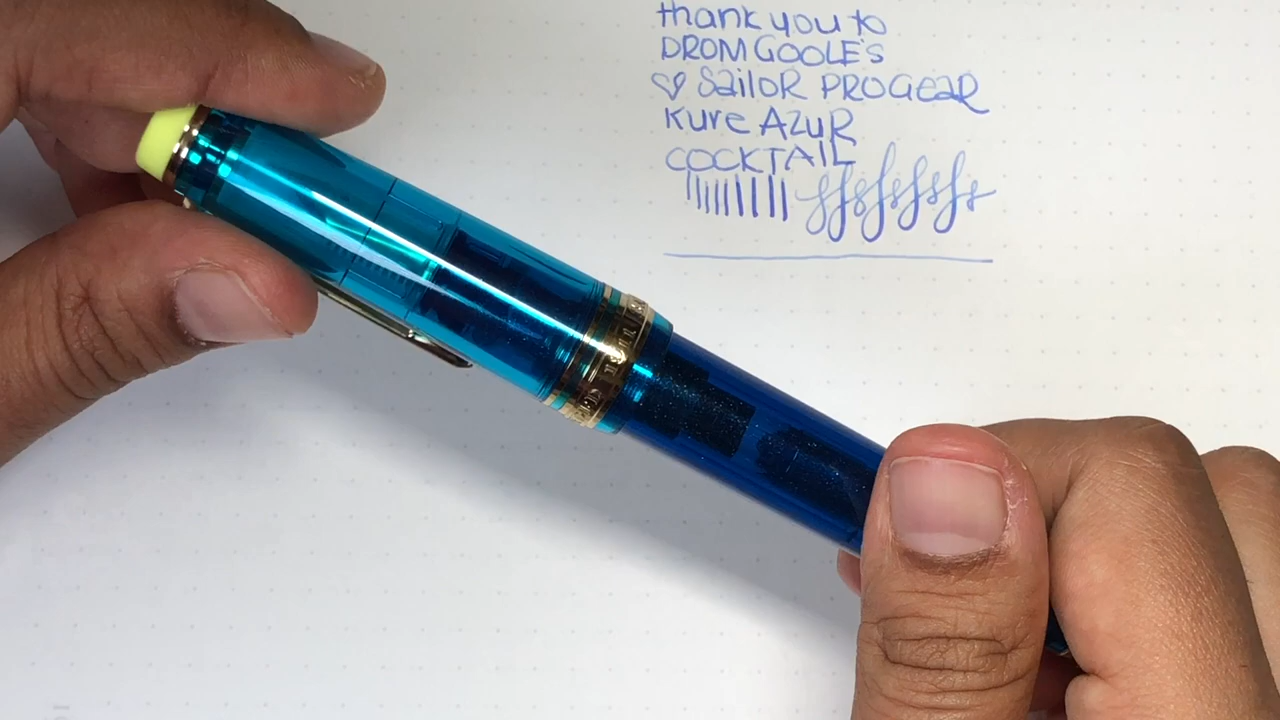 thank you to
DROMGOOLE'S
♡ SailoR PROGEAR
Kure AZUR
COCKTAIL